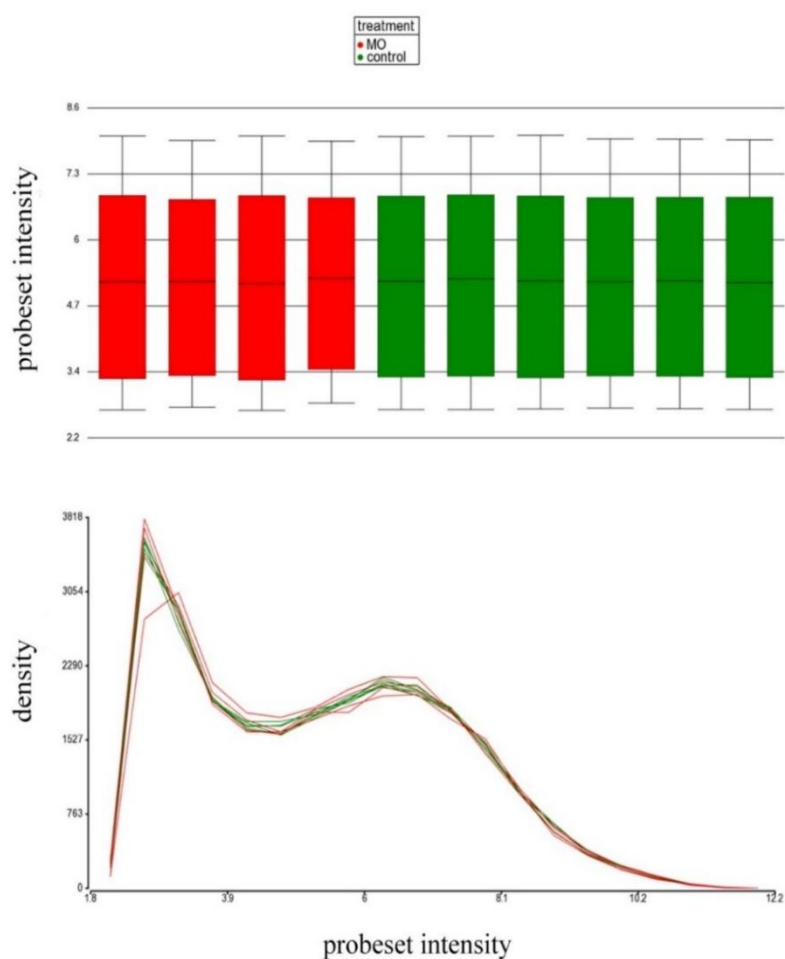 treatment
MO
control
probeset intensity
8.6
7.3
6
4.7
3.4
2.2
density
3818
3054
2290
1527
763
0
1.8 3.9 6 8.1 10.2 12.2
probeset intensity